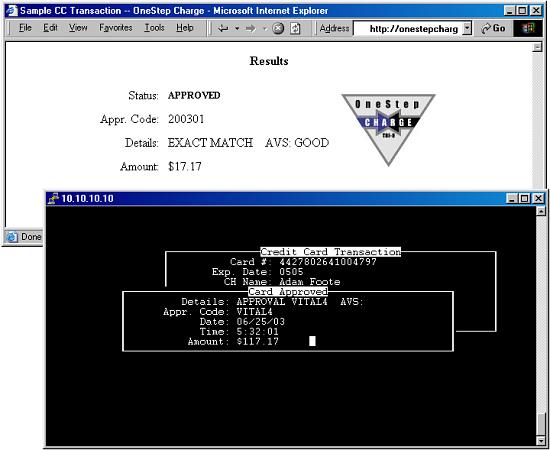 Sample CC Transaction -- OneStep Charge - Microsoft Internet Explorer
File Edit View Favorites Tools Help
Address http://onestepcharg Go
Results
Status: APPROVED
Appr. Code: 200301
Details: EXACT MATCH AVS: GOOD
Amount: $17.17
OneStep
CHARGE
TRI-8
Done
10.10.10.10
Credit Card Transaction
Card #: 4427802641004797
Exp. Date: 0505
CH Name: Adam Foote
Card Approved
Details: APPROVAL VITAL4 AVS:
Appr. Code: VITAL4
Date: 06/25/03
Time: 5:32:01
Amount: $117.17